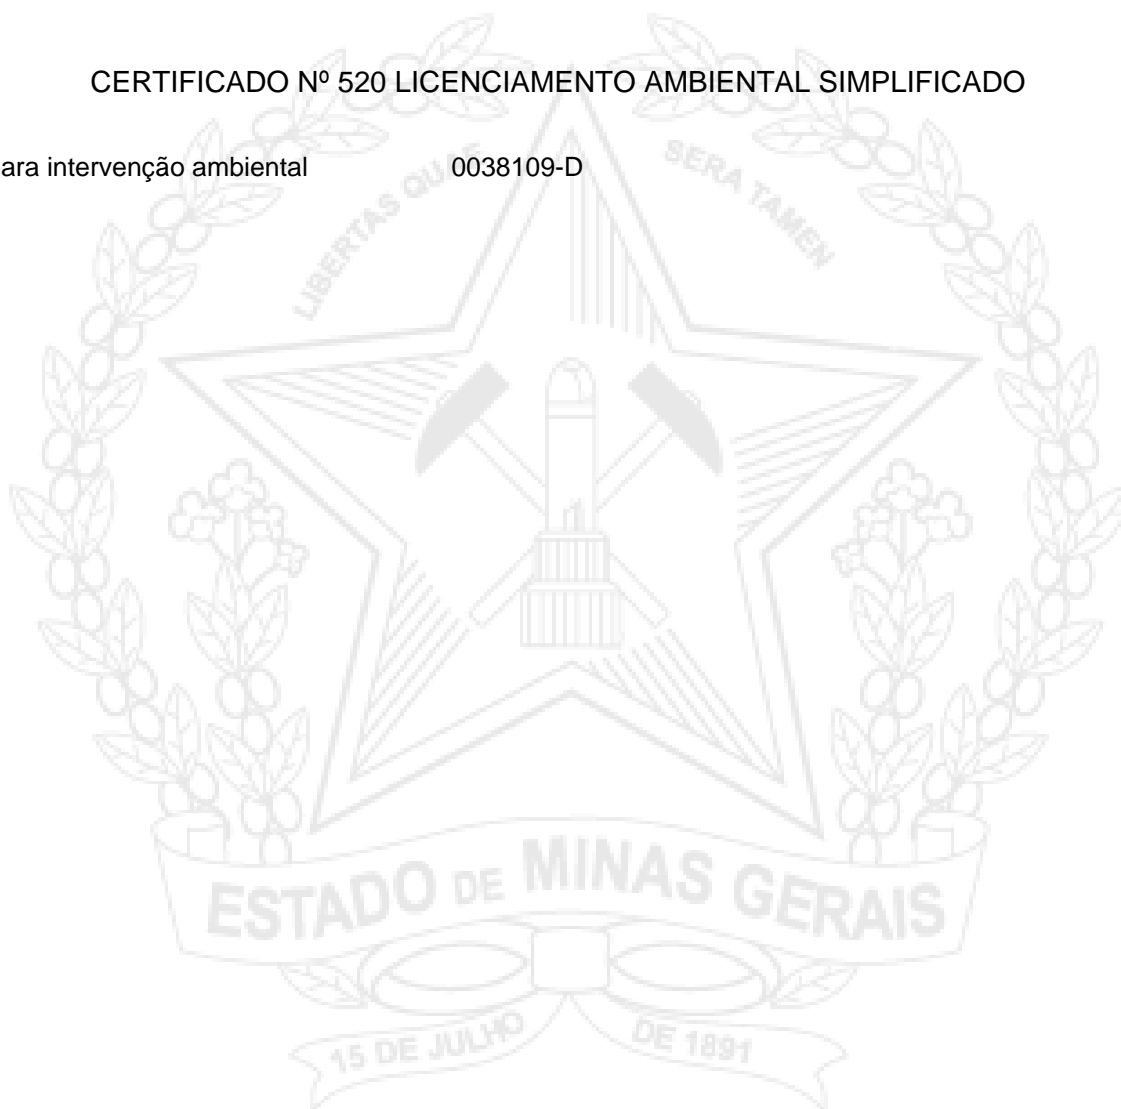 CERTIFICADO Nº 520 LICENCIAMENTO AMBIENTAL SIMPLIFICADO
ara intervenção ambiental 0038109-D
LIBERTAS QUAE SERA TAMEN
ESTADO DE MINAS GERAIS
15 DE JULHO DE 1891